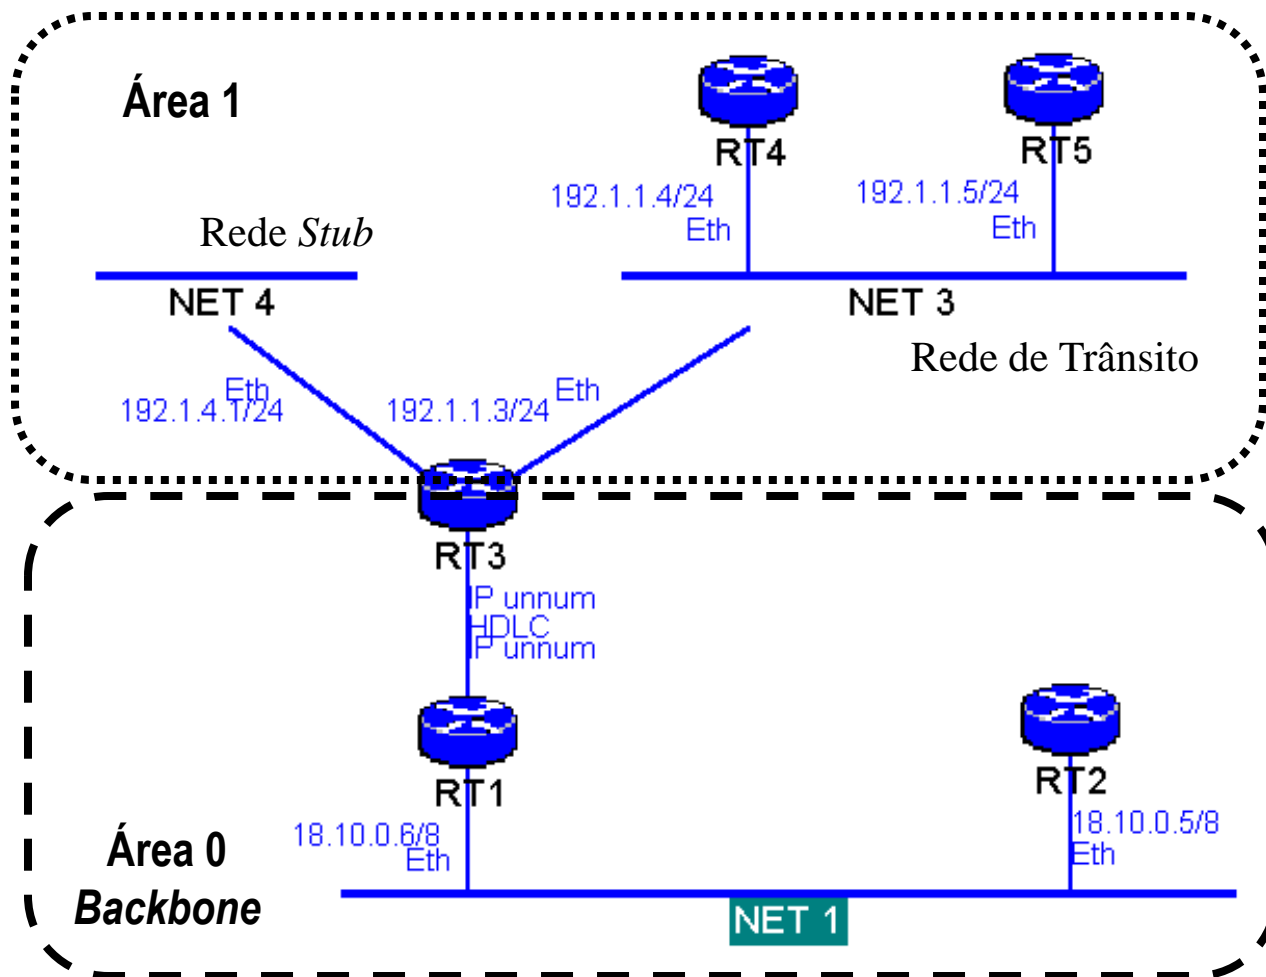 Área 1
RT4
RT5
192.1.1.4/24
Eth
192.1.1.5/24
Eth
Rede Stub
NET 4
NET 3
Rede de Trânsito
Eth
192.1.4.1/24
Eth
192.1.1.3/24
RT3
IP unnum
HDLC
IP unnum
RT1
RT2
18.10.0.6/8
Eth
18.10.0.5/8
Eth
Área 0
Backbone
NET 1